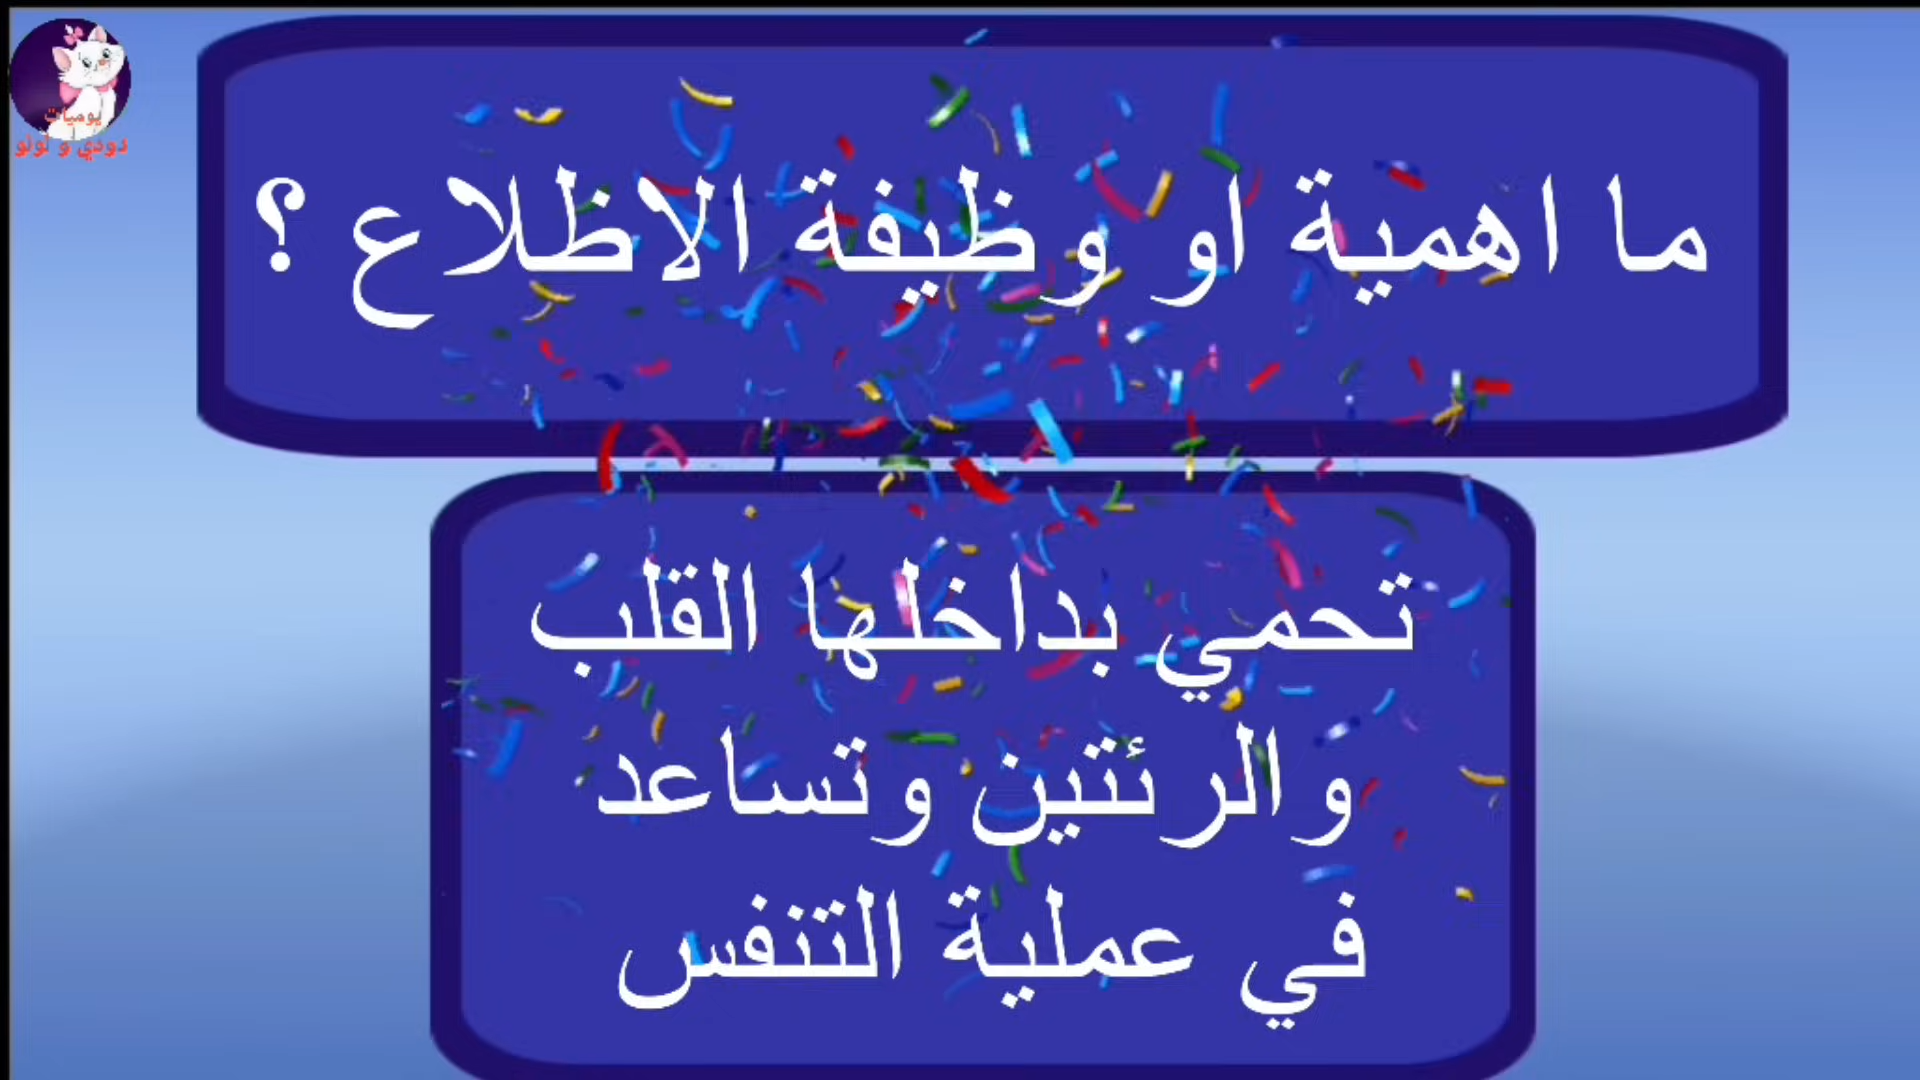 يوميات
دودي و لولو
ما اهمية او وظيفة الاظلاع ؟
تحمي بداخلها القلب
والرئتين وتساعد
في عملية التنفس